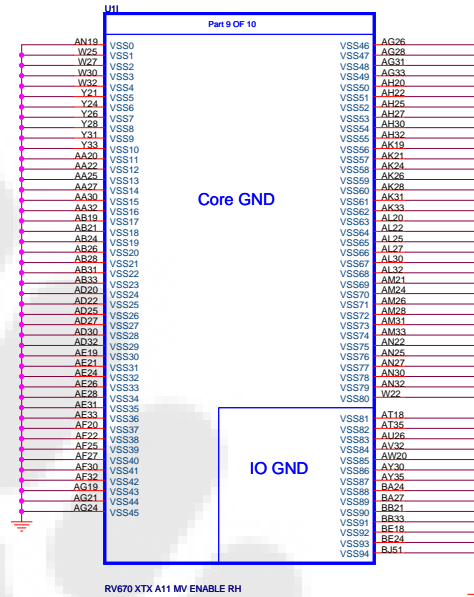 U1I
Part 9 OF 10
AN19 VSS0 VSS46 AG26
W25 VSS1 VSS47 AG28
W27 VSS2 VSS48 AG31
W30 VSS3 VSS49 AG33
W32 VSS4 VSS50 AH20
Y21 VSS5 VSS51 AH22
Y24 VSS6 VSS52 AH25
Y26 VSS7 VSS53 AH27
Y28 VSS8 VSS54 AH30
Y31 VSS9 VSS55 AH32
Y33 VSS10 VSS56 AK19
AA20 VSS11 VSS57 AK21
AA22 VSS12 VSS58 AK24
AA25 VSS13 VSS59 AK26
AA27 VSS14 VSS60 AK28
AA30 VSS15 Core GND VSS61 AK31
AA32 VSS16 VSS62 AK33
AB19 VSS17 VSS63 AL20
AB21 VSS18 VSS64 AL22
AB24 VSS19 VSS65 AL25
AB26 VSS20 VSS66 AL27
AB28 VSS21 VSS67 AL30
AB31 VSS22 VSS68 AL32
AB33 VSS23 VSS69 AM21
AD20 VSS24 VSS70 AM24
AD22 VSS25 VSS71 AM26
AD25 VSS26 VSS72 AM28
AD27 VSS27 VSS73 AM31
AD30 VSS28 VSS74 AM33
AD32 VSS29 VSS75 AN22
AE19 VSS30 VSS76 AN25
AE21 VSS31 VSS77 AN27
AE24 VSS32 VSS78 AN30
AE26 VSS33 VSS79 AN32
AE28 VSS34 VSS80 W22
AE31 VSS35
AE33 VSS36 VSS81 AT18
AF20 VSS37 VSS82 AT35
AF22 VSS38 VSS83 AU26
AF25 VSS39 VSS84 AV32
AF27 VSS40 VSS85 AW20
AF30 VSS41 IO GND VSS86 AY30
AF32 VSS42 VSS87 AY35
AG19 VSS43 VSS88 BA24
AG21 VSS44 VSS89 BA27
AG24 VSS45 VSS90 BB21
VSS91 BB33
VSS92 BE18
VSS93 BE24
VSS94 BJ51
RV670 XTX A11 MV ENABLE RH